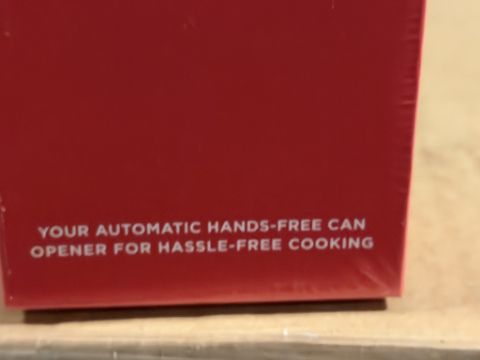 YOUR AUTOMATIC HANDS-FREE CAN
OPENER FOR HASSLE-FREE COOKING